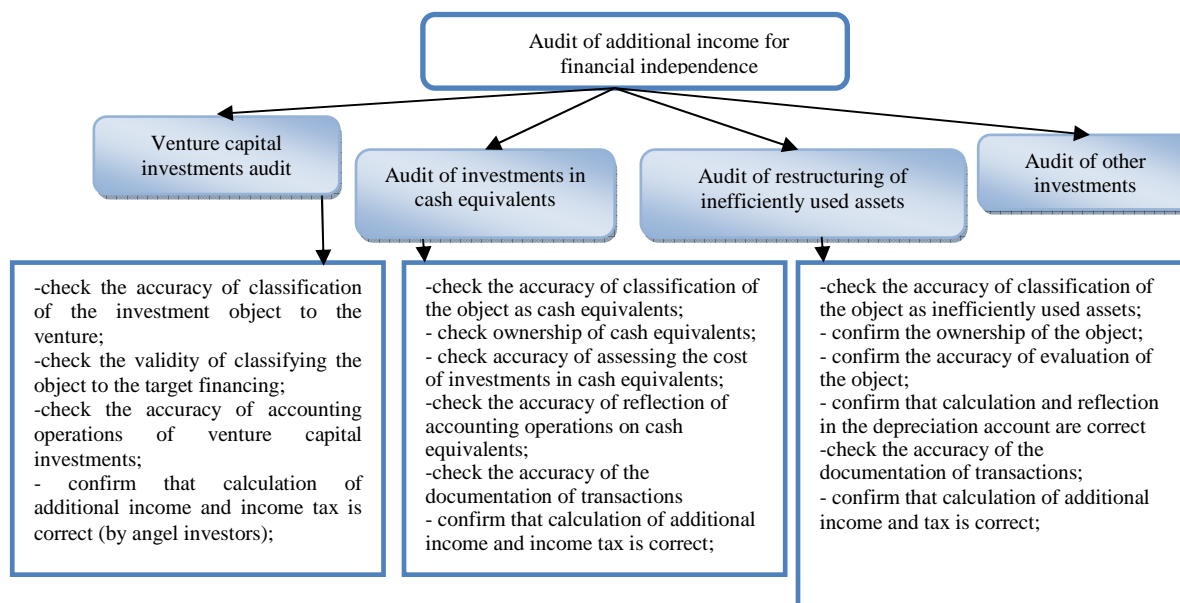 Audit of additional income for
financial independence
Venture capital
investments audit
Audit of investments in
cash equivalents
Audit of restructuring of
inefficiently used assets
Audit of other
investments
-check the accuracy of classification
of the investment object to the
venture;
-check the validity of classifying the
object to the target financing;
-check the accuracy of accounting
operations of venture capital
investments;
- confirm that calculation of
additional income and income tax is
correct (by angel investors);
-check the accuracy of classification of
the object as cash equivalents;
- check ownership of cash equivalents;
- check accuracy of assessing the cost
of investments in cash equivalents;
-check the accuracy of reflection of
accounting operations on cash
equivalents;
-check the accuracy of the
documentation of transactions
- confirm that calculation of additional
income and income tax is correct;
-check the accuracy of classification of
the object as inefficiently used assets;
- confirm the ownership of the object;
- confirm the accuracy of evaluation of
the object;
- confirm that calculation and reflection
in the depreciation account are correct
-check the accuracy of the
documentation of transactions;
- confirm that calculation of additional
income and tax is correct;